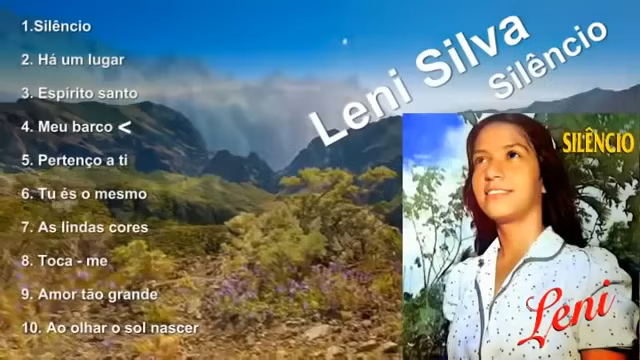 1.Silêncio
2. Há um lugar
3. Espírito santo
4. Meu barco <
5. Pertenço a ti
6. Tu és o mesmo
7. As lindas cores
8. Toca - me
9. Amor tão grande
10. Ao olhar o sol nascer
Leni Silva
Silêncio
SILÊNCIO
Leni